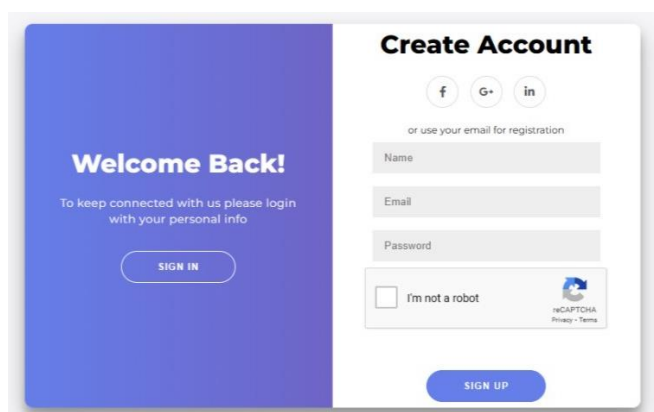 Welcome Back!
To keep connected with us please login
with your personal info
SIGN IN
Create Account
f
G+
in
or use your email for registration
Name
Email
Password
I'm not a robot
reCAPTCHA
Privacy - Terms
SIGN UP